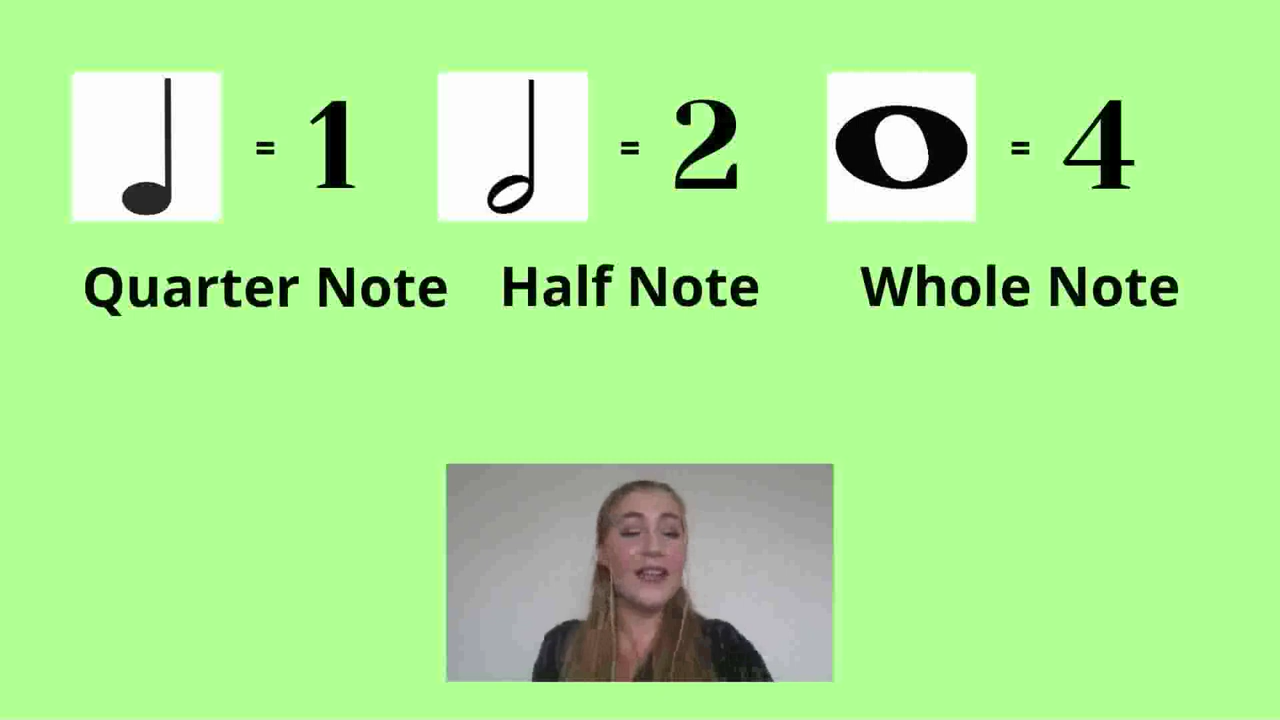 = 1 = 2 = 4
Quarter Note Half Note Whole Note